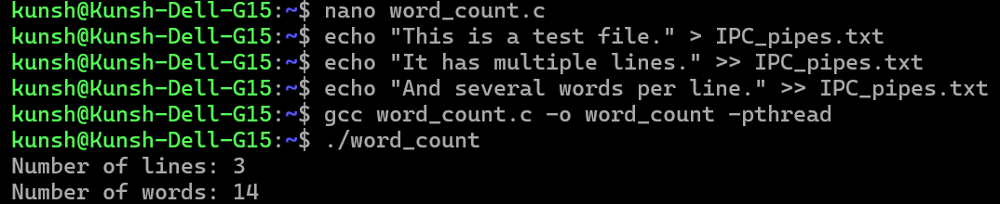 kunsh@Kunsh-Dell-G15:~$ nano word_count.c
kunsh@Kunsh-Dell-G15:~$ echo "This is a test file." > IPC_pipes.txt
kunsh@Kunsh-Dell-G15:~$ echo "It has multiple lines." >> IPC_pipes.txt
kunsh@Kunsh-Dell-G15:~$ echo "And several words per line." >> IPC_pipes.txt
kunsh@Kunsh-Dell-G15:~$ gcc word_count.c -o word_count -pthread
kunsh@Kunsh-Dell-G15:~$ ./word_count
Number of lines: 3
Number of words: 14